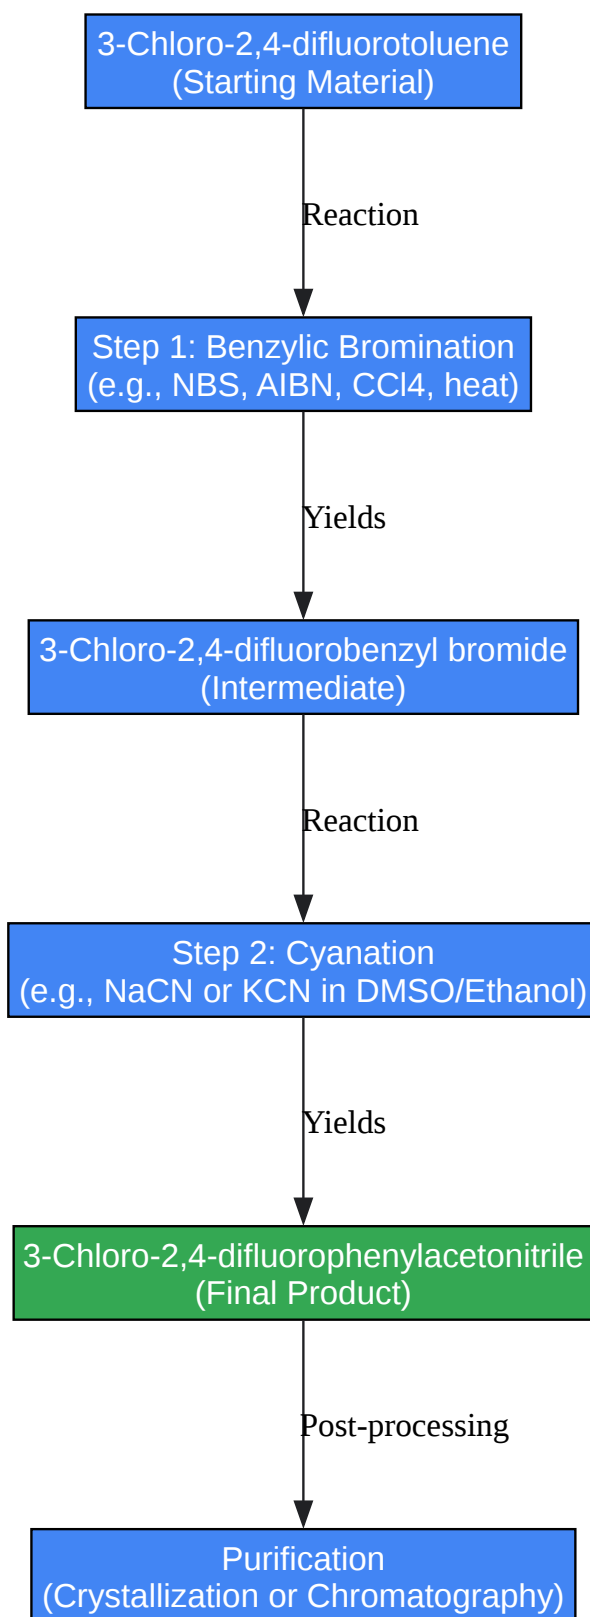 3-Chloro-2,4-difluorotoluene
(Starting Material)
Reaction
Step 1: Benzylic Bromination
(e.g., NBS, AIBN, CCl4, heat)
Yields
3-Chloro-2,4-difluorobenzyl bromide
(Intermediate)
Reaction
Step 2: Cyanation
(e.g., NaCN or KCN in DMSO/Ethanol)
Yields
3-Chloro-2,4-difluorophenylacetonitrile
(Final Product)
Post-processing
Purification
(Crystallization or Chromatography)